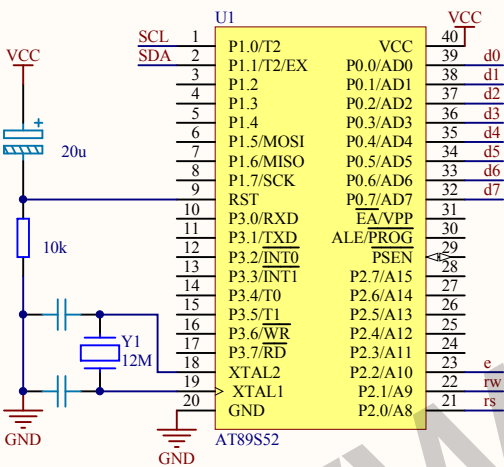 U1
VCC
SCL 1 P1.0/T2 VCC 40
SDA 2 P1.1/T2/EX P0.0/AD0 39 d0
VCC
3 P1.2 P0.1/AD1 38 d1
4 P1.3 P0.2/AD2 37 d2
5 P1.4 P0.3/AD3 36 d3
+
20u
6 P1.5/MOSI P0.4/AD4 35 d4
7 P1.6/MISO P0.5/AD5 34 d5
8 P1.7/SCK P0.6/AD6 33 d6
9 RST P0.7/AD7 32 d7
10 P3.0/RXD EA/VPP 31
11 P3.1/TXD ALE/PROG 30
10k
12 P3.2/INT0 PSEN 29
13 P3.3/INT1 P2.7/A15 28
14 P3.4/T0 P2.6/A14 27
15 P3.5/T1 P2.5/A13 26
Y1
16 P3.6/WR P2.4/A12 25
12M
17 P3.7/RD P2.3/A11 24
18 XTAL2 P2.2/A10 23 e
19 XTAL1 P2.1/A9 22 rw
20 GND P2.0/A8 21 rs
GND
AT89S52
GND